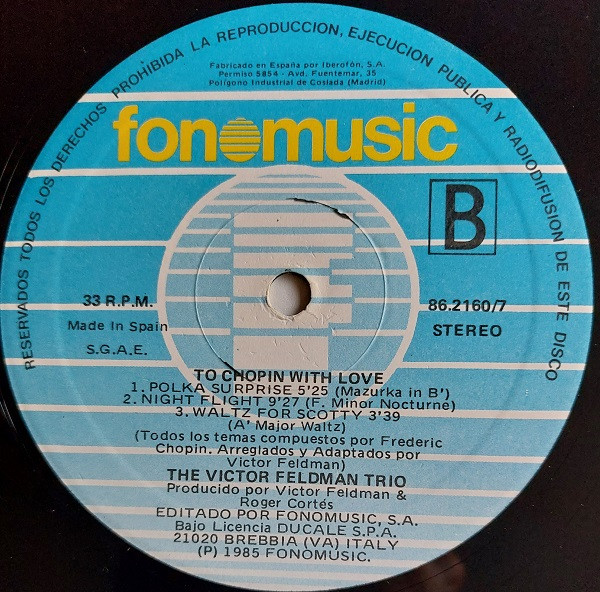 RESERVADOS TODOS LOS DERECHOS PROHIBIDA LA REPRODUCCION, EJECUCION PUBLICA Y RADIODIFUSION DE ESTE DISCO
Fabricado en España por Iberofón, S.A.
Permiso 5854 - Avd. Fuentemar, 35
Polígono Industrial de Coslada (Madrid)
fonomusic
B
33 R.P.M.
Made In Spain
S.G.A.E.
86.2160/7
STEREO
TO CHOPIN WITH LOVE
1. POLKA SURPRISE 5'25 (Mazurka in B')
2. NIGHT FLIGHT 9'27 (F. Minor Nocturne)
3. WALTZ FOR SCOTTY 3'39
(A' Major Waltz)
(Todos los temas compuestos por Frederic
Chopin. Arreglados y Adaptados por
Victor Feldman)
THE VICTOR FELDMAN TRIO
Producido por Victor Feldman &
Roger Cortés
EDITADO POR FONOMUSIC, S.A.
Bajo Licencia DUCALE S.P.A.
21020 BREBBIA (VA) ITALY
(P) 1985 FONOMUSIC.